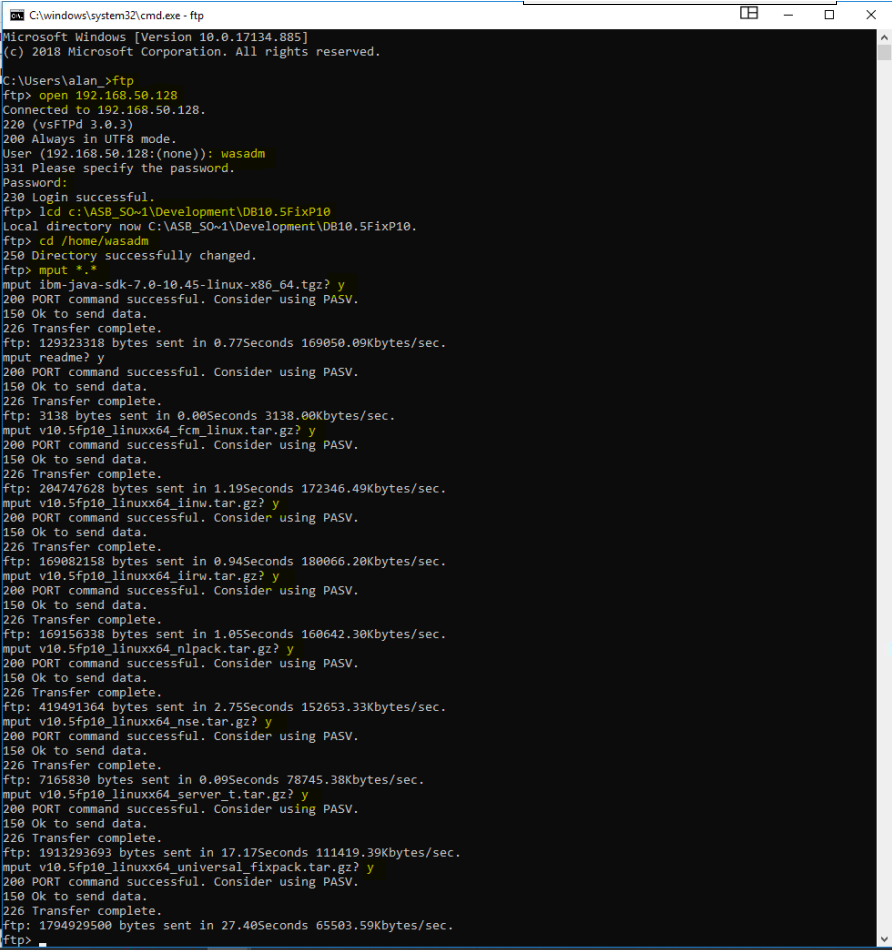 C:\windows\system32\cmd.exe - ftp
Microsoft Windows [Version 10.0.17134.885]
(c) 2018 Microsoft Corporation. All rights reserved.
C:\Users\alan_>ftp
ftp> open 192.168.50.128
Connected to 192.168.50.128.
220 (vsFTPd 3.0.3)
200 Always in UTF8 mode.
User (192.168.50.128:(none)): wasadm
331 Please specify the password.
Password:
230 Login successful.
ftp> lcd c:\ASB_SO~1\Development\DB10.5FixP10
Local directory now C:\ASB_SO~1\Development\DB10.5FixP10.
ftp> cd /home/wasadm
250 Directory successfully changed.
ftp> mput *.*
mput ibm-java-sdk-7.0-10.45-linux-x86_64.tgz? y
200 PORT command successful. Consider using PASV.
150 Ok to send data.
226 Transfer complete.
ftp: 129323318 bytes sent in 0.77Seconds 169050.09Kbytes/sec.
mput readme? y
200 PORT command successful. Consider using PASV.
150 Ok to send data.
226 Transfer complete.
ftp: 3138 bytes sent in 0.00Seconds 3138.00Kbytes/sec.
mput v10.5fp10_linuxx64_fcm_linux.tar.gz? y
200 PORT command successful. Consider using PASV.
150 Ok to send data.
226 Transfer complete.
ftp: 204747628 bytes sent in 1.19Seconds 172346.49Kbytes/sec.
mput v10.5fp10_linuxx64_iinw.tar.gz? y
200 PORT command successful. Consider using PASV.
150 Ok to send data.
226 Transfer complete.
ftp: 169082158 bytes sent in 0.94Seconds 180066.20Kbytes/sec.
mput v10.5fp10_linuxx64_iirw.tar.gz? y
200 PORT command successful. Consider using PASV.
150 Ok to send data.
226 Transfer complete.
ftp: 169156338 bytes sent in 1.05Seconds 160642.30Kbytes/sec.
mput v10.5fp10_linuxx64_nlpack.tar.gz? y
200 PORT command successful. Consider using PASV.
150 Ok to send data.
226 Transfer complete.
ftp: 419491364 bytes sent in 2.75Seconds 152653.33Kbytes/sec.
mput v10.5fp10_linuxx64_nse.tar.gz? y
200 PORT command successful. Consider using PASV.
150 Ok to send data.
226 Transfer complete.
ftp: 7165830 bytes sent in 0.09Seconds 78745.38Kbytes/sec.
mput v10.5fp10_linuxx64_server_t.tar.gz? y
200 PORT command successful. Consider using PASV.
150 Ok to send data.
226 Transfer complete.
ftp: 1913293693 bytes sent in 17.17Seconds 111419.39Kbytes/sec.
mput v10.5fp10_linuxx64_universal_fixpack.tar.gz? y
200 PORT command successful. Consider using PASV.
150 Ok to send data.
226 Transfer complete.
ftp: 1794929500 bytes sent in 27.40Seconds 65503.59Kbytes/sec.
ftp>